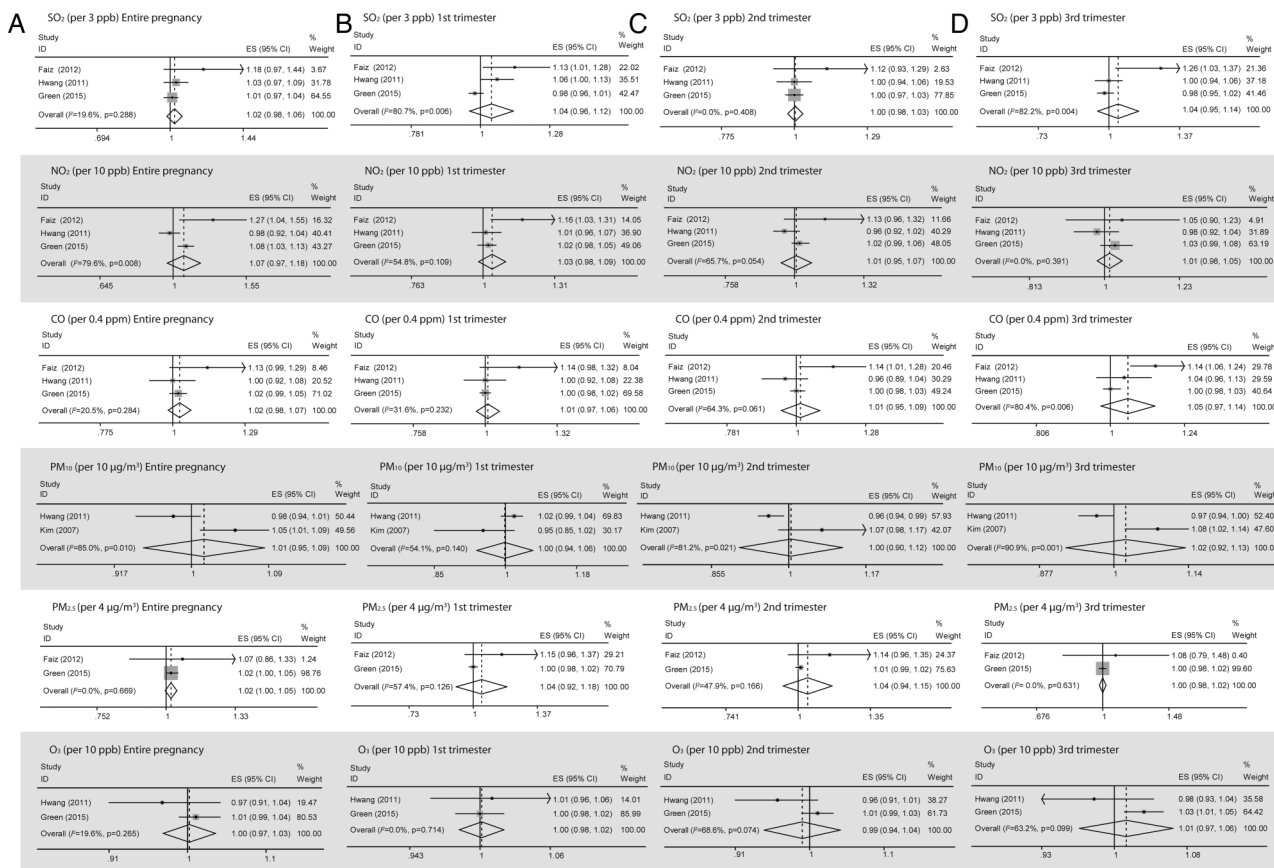 A
SO₂ (per 3 ppb) Entire pregnancy
Study %
ID ES (95% CI) Weight
Faiz (2012) 1.18 (0.97, 1.44) 3.67
Hwang (2011) 1.03 (0.97, 1.09) 31.78
Green (2015) 1.01 (0.97, 1.04) 64.55
Overall (I²=19.6%, p=0.288) 1.02 (0.98, 1.06) 100.00
.694 1 1.44
B
SO₂ (per 3 ppb) 1st trimester
Study %
ID ES (95% CI) Weight
Faiz (2012) 1.13 (1.01, 1.28) 22.02
Hwang (2011) 1.06 (1.00, 1.13) 35.51
Green (2015) 0.98 (0.96, 1.01) 42.47
Overall (I²=80.7%, p=0.006) 1.04 (0.96, 1.12) 100.00
.781 1 1.28
C
SO₂ (per 3 ppb) 2nd trimester
Study %
ID ES (95% CI) Weight
Faiz (2012) 1.12 (0.93, 1.29) 2.63
Hwang (2011) 1.00 (0.94, 1.06) 19.53
Green (2015) 1.00 (0.97, 1.03) 77.85
Overall (I²=0.0%, p=0.408) 1.00 (0.98, 1.03) 100.00
.775 1 1.29
D
SO₂ (per 3 ppb) 3rd trimester
Study %
ID ES (95% CI) Weight
Faiz (2012) 1.26 (1.03, 1.37) 21.36
Hwang (2011) 1.00 (0.94, 1.06) 37.18
Green (2015) 0.98 (0.95, 1.02) 41.46
Overall (I²=82.2%, p=0.004) 1.04 (0.95, 1.14) 100.00
.73 1 1.37
NO₂ (per 10 ppb) Entire pregnancy
Study %
ID ES (95% CI) Weight
Faiz (2012) 1.27 (1.04, 1.55) 16.32
Hwang (2011) 0.98 (0.92, 1.04) 40.41
Green (2015) 1.08 (1.03, 1.13) 43.27
Overall (I²=79.6%, p=0.008) 1.07 (0.97, 1.18) 100.00
.645 1 1.55
NO₂ (per 10 ppb) 1st trimester
Study %
ID ES (95% CI) Weight
Faiz (2012) 1.16 (1.03, 1.31) 14.05
Hwang (2011) 1.01 (0.96, 1.07) 36.90
Green (2015) 1.02 (0.98, 1.05) 49.06
Overall (I²=54.8%, p=0.109) 1.03 (0.98, 1.09) 100.00
.763 1 1.31
NO₂ (per 10 ppb) 2nd trimester
Study %
ID ES (95% CI) Weight
Faiz (2012) 1.13 (0.96, 1.32) 11.66
Hwang (2011) 0.96 (0.92, 1.02) 40.29
Green (2015) 1.02 (0.99, 1.06) 48.05
Overall (I²=65.7%, p=0.054) 1.01 (0.95, 1.07) 100.00
.758 1 1.32
NO₂ (per 10 ppb) 3rd trimester
Study %
ID ES (95% CI) Weight
Faiz (2012) 1.05 (0.90, 1.23) 4.91
Hwang (2011) 0.98 (0.92, 1.04) 31.89
Green (2015) 1.03 (0.99, 1.08) 63.19
Overall (I²=0.0%, p=0.391) 1.01 (0.98, 1.05) 100.00
.813 1 1.23
CO (per 0.4 ppm) Entire pregnancy
Study %
ID ES (95% CI) Weight
Faiz (2012) 1.13 (0.99, 1.29) 8.46
Hwang (2011) 1.00 (0.92, 1.08) 20.52
Green (2015) 1.02 (0.99, 1.05) 71.02
Overall (I²=20.5%, p=0.284) 1.02 (0.98, 1.07) 100.00
.775 1 1.29
CO (per 0.4 ppm) 1st trimester
Study %
ID ES (95% CI) Weight
Faiz (2012) 1.14 (0.98, 1.32) 8.04
Hwang (2011) 1.00 (0.92, 1.08) 22.38
Green (2015) 1.00 (0.98, 1.02) 69.58
Overall (I²=31.6%, p=0.232) 1.01 (0.97, 1.06) 100.00
.758 1 1.32
CO (per 0.4 ppm) 2nd trimester
Study %
ID ES (95% CI) Weight
Faiz (2012) 1.14 (1.01, 1.28) 20.46
Hwang (2011) 0.96 (0.89, 1.04) 30.29
Green (2015) 1.00 (0.98, 1.03) 49.24
Overall (I²=64.3%, p=0.061) 1.01 (0.95, 1.09) 100.00
.781 1 1.28
CO (per 0.4 ppm) 3rd trimester
Study %
ID ES (95% CI) Weight
Faiz (2012) 1.14 (1.06, 1.24) 29.78
Hwang (2011) 1.04 (0.96, 1.13) 29.59
Green (2015) 1.00 (0.98, 1.03) 40.64
Overall (I²=80.4%, p=0.006) 1.05 (0.97, 1.14) 100.00
.806 1 1.24
PM₁₀ (per 10 µg/m³) Entire pregnancy
Study %
ID ES (95% CI) Weight
Hwang (2011) 0.98 (0.94, 1.01) 50.44
Kim (2007) 1.05 (1.01, 1.09) 49.56
Overall (I²=85.0%, p=0.010) 1.01 (0.95, 1.09) 100.00
.917 1 1.09
PM₁₀ (per 10 µg/m³) 1st trimester
Study %
ID ES (95% CI) Weight
Hwang (2011) 1.02 (0.99, 1.04) 69.83
Kim (2007) 0.95 (0.85, 1.02) 30.17
Overall (I²=54.1%, p=0.140) 1.00 (0.94, 1.06) 100.00
.85 1 1.18
PM₁₀ (per 10 µg/m³) 2nd trimester
Study %
ID ES (95% CI) Weight
Hwang (2011) 0.96 (0.94, 0.99) 57.93
Kim (2007) 1.07 (0.98, 1.17) 42.07
Overall (I²=81.2%, p=0.021) 1.00 (0.90, 1.12) 100.00
.855 1 1.17
PM₁₀ (per 10 µg/m³) 3rd trimester
Study %
ID ES (95% CI) Weight
Hwang (2011) 0.97 (0.94, 1.00) 52.40
Kim (2007) 1.08 (1.02, 1.14) 47.60
Overall (I²=90.9%, p=0.001) 1.02 (0.92, 1.13) 100.00
.877 1 1.14
PM₂.₅ (per 4 µg/m³) Entire pregnancy
Study %
ID ES (95% CI) Weight
Faiz (2012) 1.07 (0.86, 1.33) 1.24
Green (2015) 1.02 (1.00, 1.05) 98.76
Overall (I²=0.0%, p=0.669) 1.02 (1.00, 1.05) 100.00
.752 1 1.33
PM₂.₅ (per 4 µg/m³) 1st trimester
Study %
ID ES (95% CI) Weight
Faiz (2012) 1.15 (0.96, 1.37) 29.21
Green (2015) 1.00 (0.98, 1.02) 70.79
Overall (I²=57.4%, p=0.126) 1.04 (0.92, 1.18) 100.00
.73 1 1.37
PM₂.₅ (per 4 µg/m³) 2nd trimester
Study %
ID ES (95% CI) Weight
Faiz (2012) 1.14 (0.96, 1.35) 24.37
Green (2015) 1.01 (0.99, 1.02) 75.63
Overall (I²=47.9%, p=0.166) 1.04 (0.94, 1.15) 100.00
.741 1 1.35
PM₂.₅ (per 4 µg/m³) 3rd trimester
Study %
ID ES (95% CI) Weight
Faiz (2012) 1.08 (0.79, 1.48) 0.40
Green (2015) 1.00 (0.98, 1.02) 99.60
Overall (I²= 0.0%, p=0.631) 1.00 (0.98, 1.02) 100.00
.676 1 1.48
O₃ (per 10 ppb) Entire pregnancy
Study %
ID ES (95% CI) Weight
Hwang (2011) 0.97 (0.91, 1.04) 19.47
Green (2015) 1.01 (0.99, 1.04) 80.53
Overall (I²=19.6%, p=0.265) 1.00 (0.97, 1.03) 100.00
.91 1 1.1
O₃ (per 10 ppb) 1st trimester
Study %
ID ES (95% CI) Weight
Hwang (2011) 1.01 (0.96, 1.06) 14.01
Green (2015) 1.00 (0.98, 1.02) 85.99
Overall (I²=0.0%, p=0.714) 1.00 (0.98, 1.02) 100.00
.943 1 1.06
O₃ (per 10 ppb) 2nd trimester
Study %
ID ES (95% CI) Weight
Hwang (2011) 0.96 (0.91, 1.01) 38.27
Green (2015) 1.01 (0.99, 1.03) 61.73
Overall (I²=68.6%, p=0.074) 0.99 (0.94, 1.04) 100.00
.91 1 1.1
O₃ (per 10 ppb) 3rd trimester
Study %
ID ES (95% CI) Weight
Hwang (2011) 0.98 (0.93, 1.04) 35.58
Green (2015) 1.03 (1.01, 1.05) 64.42
Overall (I²=63.2%, p=0.099) 1.01 (0.97, 1.06) 100.00
.93 1 1.08